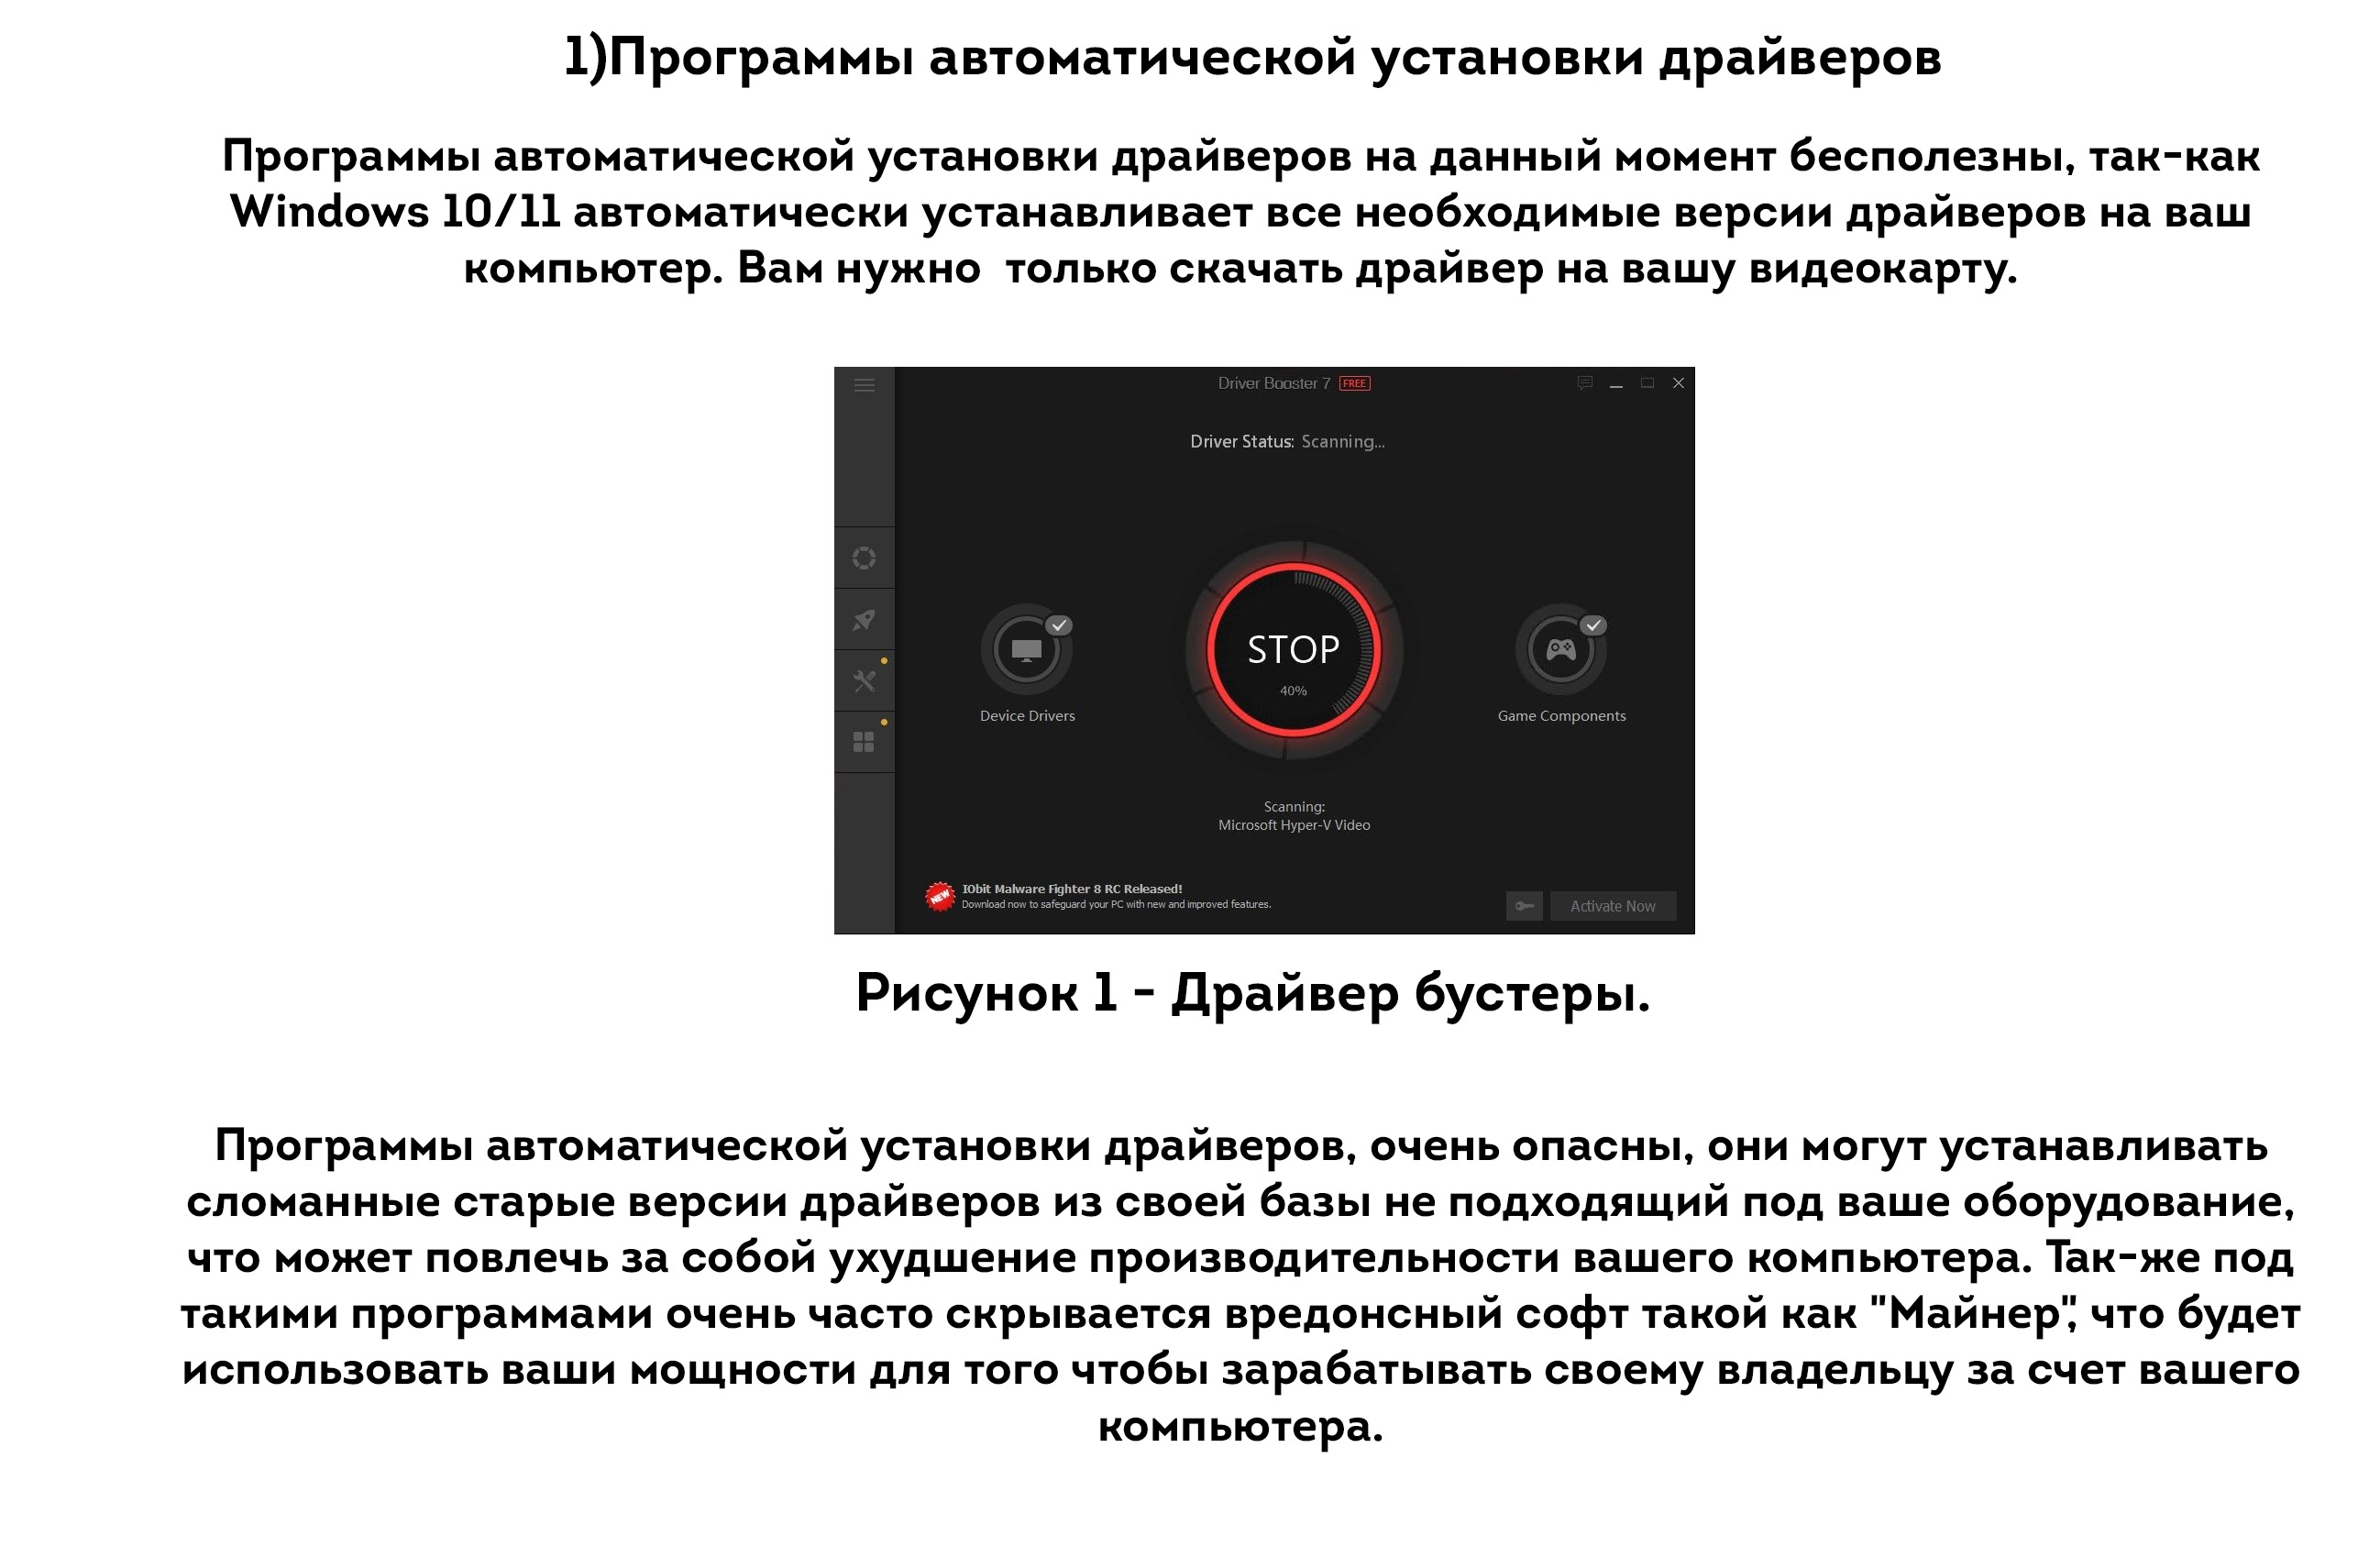 1)Программы автоматической установки драйверов
Программы автоматической установки драйверов на данный момент бесполезны, так-как
Windows 10/11 автоматически устанавливает все необходимые версии драйверов на ваш
компьютер. Вам нужно  только скачать драйвер на вашу видеокарту.
Driver Booster 7 FREE
Driver Status: Scanning...
STOP
40%
Device Drivers
Game Components
Scanning:
Microsoft Hyper-V Video
NEW
IObit Malware Fighter 8 RC Released!
Download now to safeguard your PC with new and improved features.
Activate Now
Рисунок 1 - Драйвер бустеры.
Программы автоматической установки драйверов, очень опасны, они могут устанавливать
сломанные старые версии драйверов из своей базы не подходящий под ваше оборудование,
что может повлечь за собой ухудшение производительности вашего компьютера. Так-же под
такими программами очень часто скрывается вредонсный софт такой как "Майнер", что будет
использовать ваши мощности для того чтобы зарабатывать своему владельцу за счет вашего
компьютера.